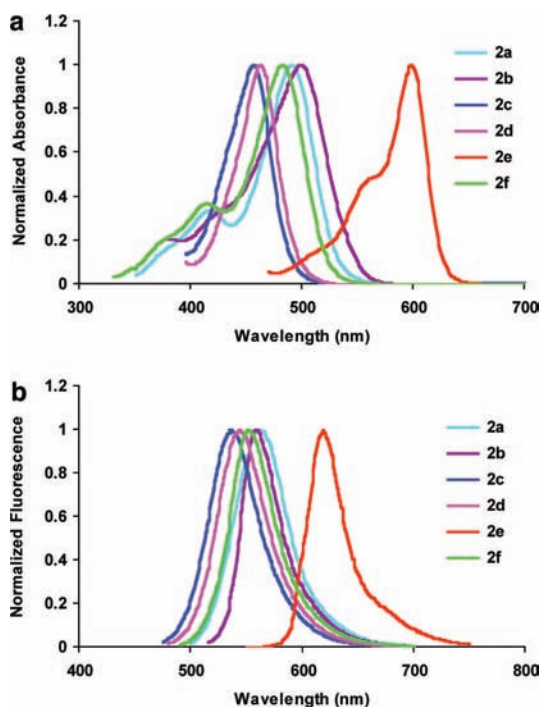 a
1.2
1
0.8
0.6
0.4
0.2
0
Normalized Absorbance
2a
2b
2c
2d
2e
2f
300 400 500 600 700
Wavelength (nm)
b
1.2
1
0.8
0.6
0.4
0.2
0
Normalized Fluorescence
2a
2b
2c
2d
2e
2f
400 500 600 700 800
Wavelength (nm)